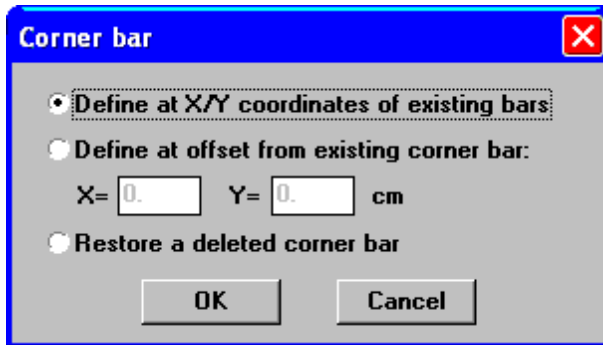 Corner bar
Define at X/Y coordinates of existing bars
Define at offset from existing corner bar:
X= 0. Y= 0. cm
Restore a deleted corner bar
OK Cancel